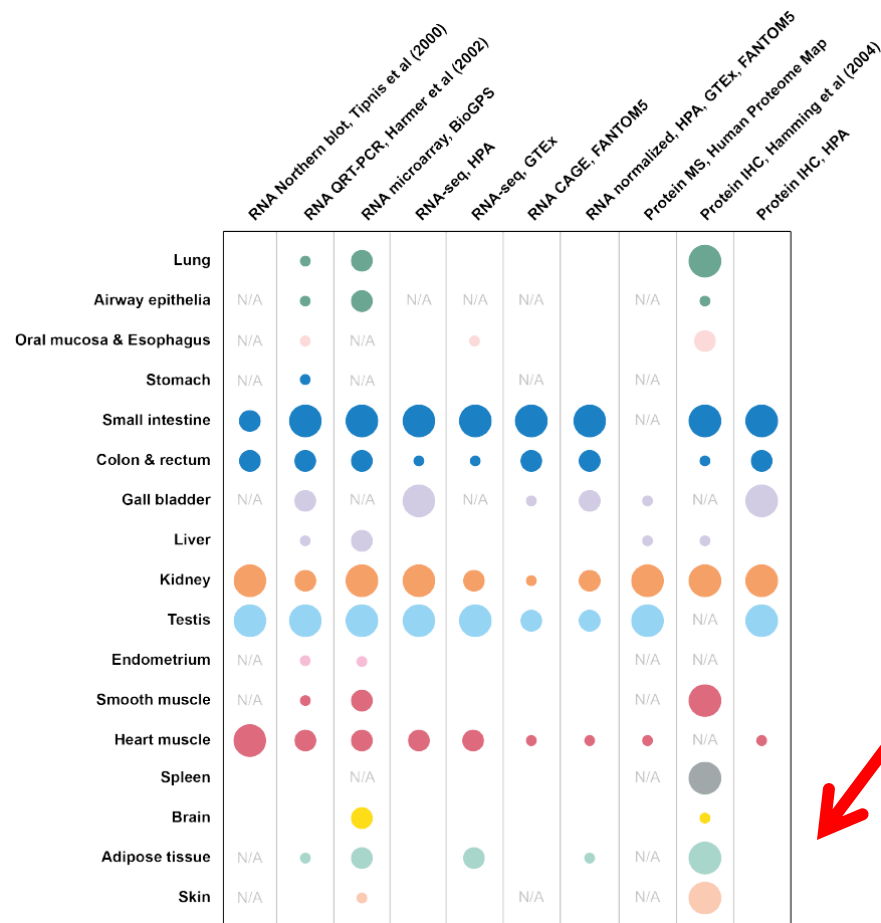 RNA Northern blot, Tipnis et al (2000)
RNA QRT-PCR, Harmer et al (2002)
RNA microarray, BioGPS
RNA-seq, HPA
RNA-seq, GTEx
RNA CAGE, FANTOM5
RNA normalized, HPA, GTEx, FANTOM5
Protein MS, Human Proteome Map
Protein IHC, Hamming et al (2004)
Protein IHC, HPA
Lung
Airway epithelia N/A N/A N/A N/A N/A
Oral mucosa & Esophagus N/A N/A
Stomach N/A N/A N/A N/A
Small intestine N/A
Colon & rectum
Gall bladder N/A N/A N/A N/A
Liver
Kidney
Testis N/A
Endometrium N/A N/A N/A
Smooth muscle N/A N/A
Heart muscle N/A
Spleen N/A N/A
Brain
Adipose tissue N/A N/A
Skin N/A N/A N/A